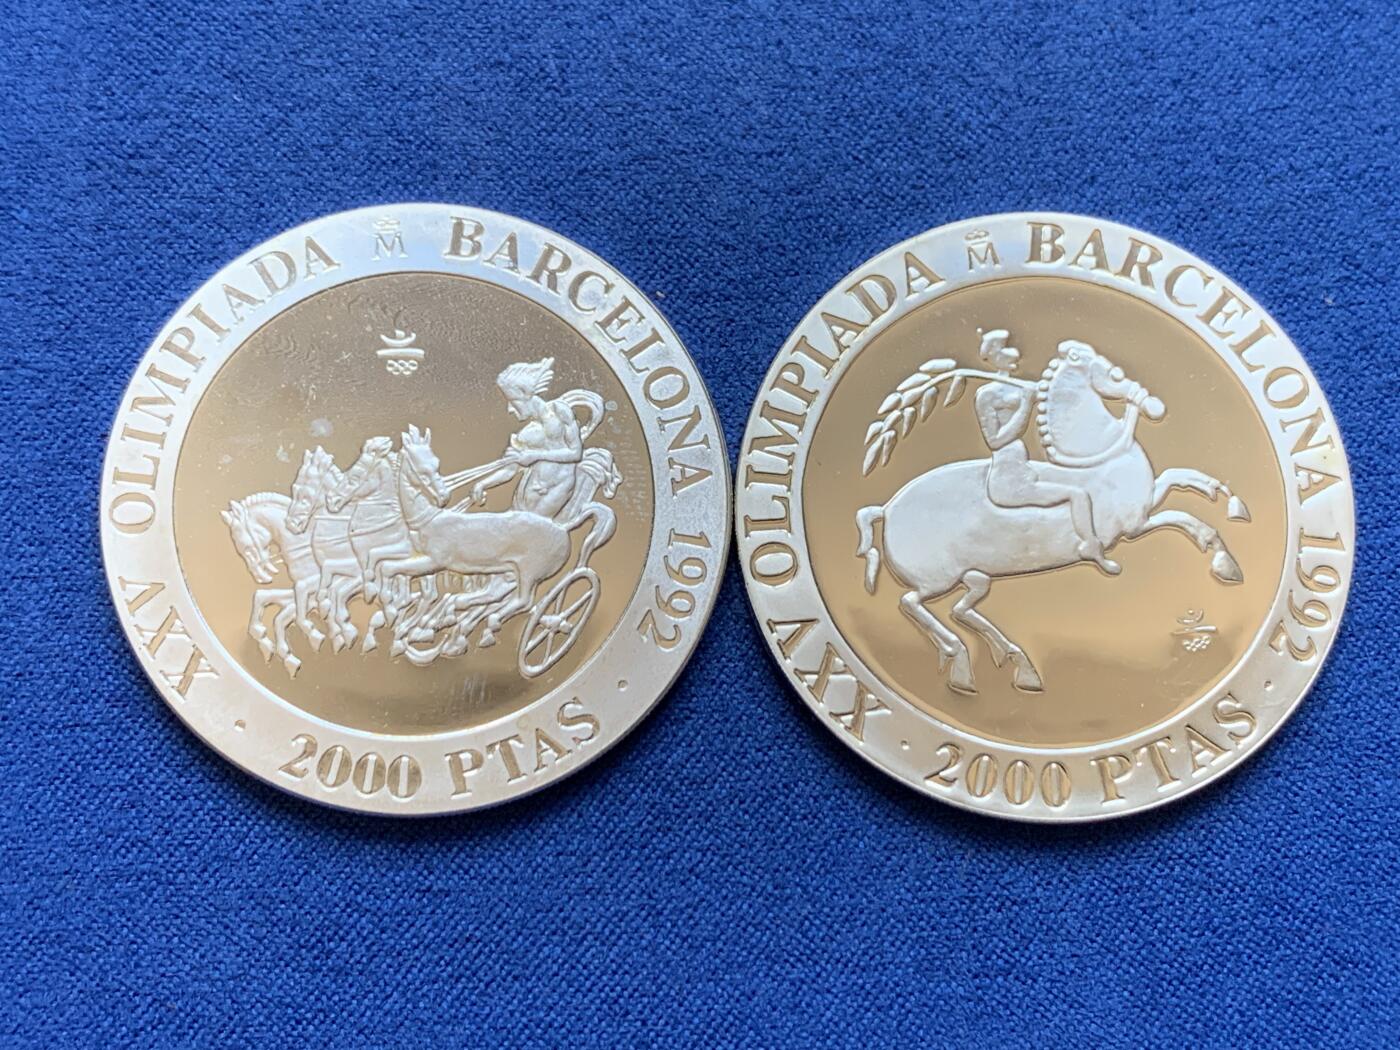 XXV OLIMPIADA M BARCELONA 1992
· 2000 PTAS ·
XXV OLIMPIADA M BARCELONA 1992
· 2000 PTAS ·